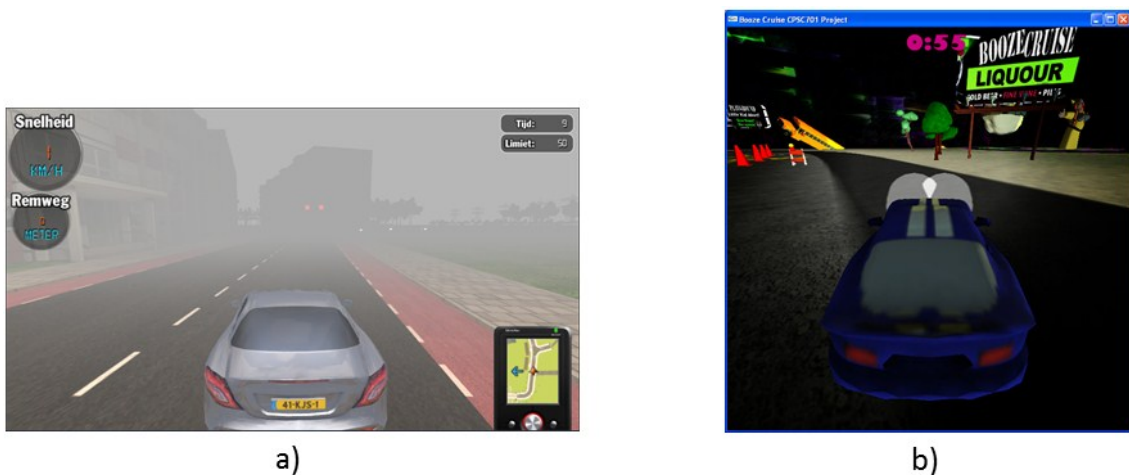 Snelheid
KM/H
Remweg
0
METER
Tijd: 9
Limiet: 50
41-KJS-1
a)
Booze Cruise CPSC701 Project
0:55
BOOZECRUISE
LIQUOUR
b)